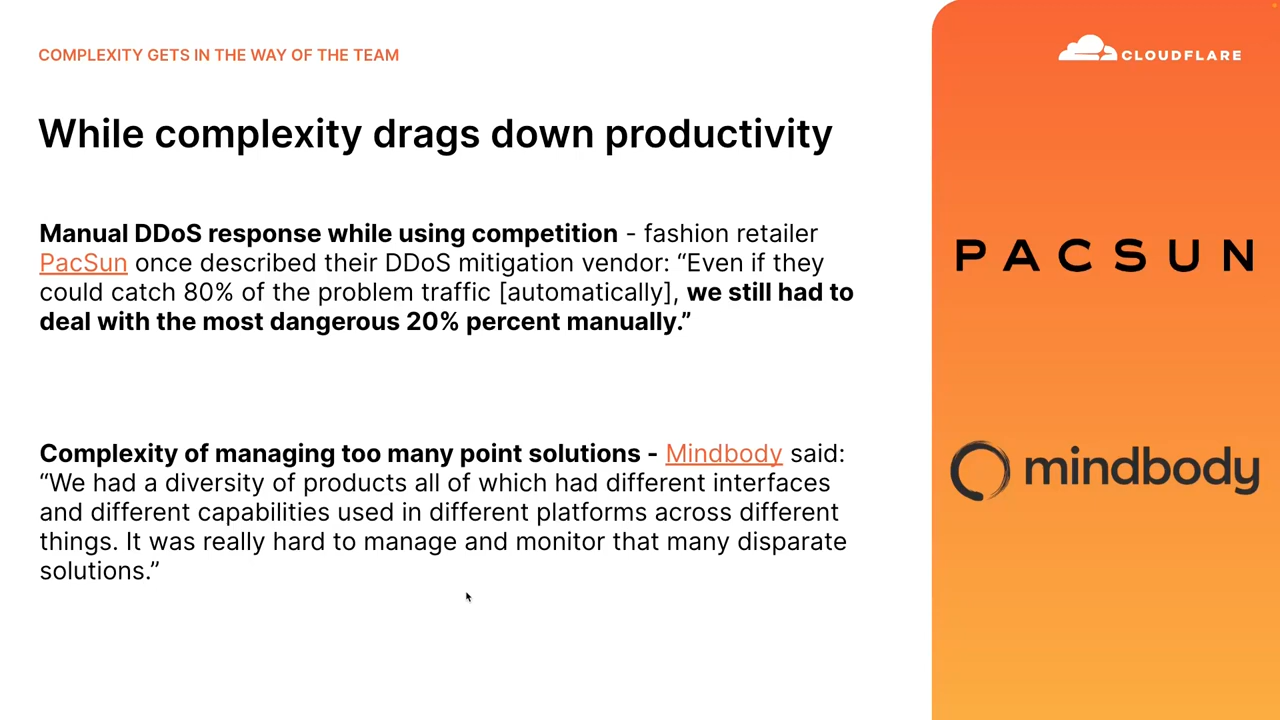 COMPLEXITY GETS IN THE WAY OF THE TEAM
CLOUDFLARE
While complexity drags down productivity
Manual DDoS response while using competition - fashion retailer
PacSun once described their DDoS mitigation vendor: “Even if they
could catch 80% of the problem traffic [automatically], we still had to
deal with the most dangerous 20% percent manually.”
PACSUN
Complexity of managing too many point solutions - Mindbody said:
“We had a diversity of products all of which had different interfaces
and different capabilities used in different platforms across different
things. It was really hard to manage and monitor that many disparate
solutions.”
mindbody